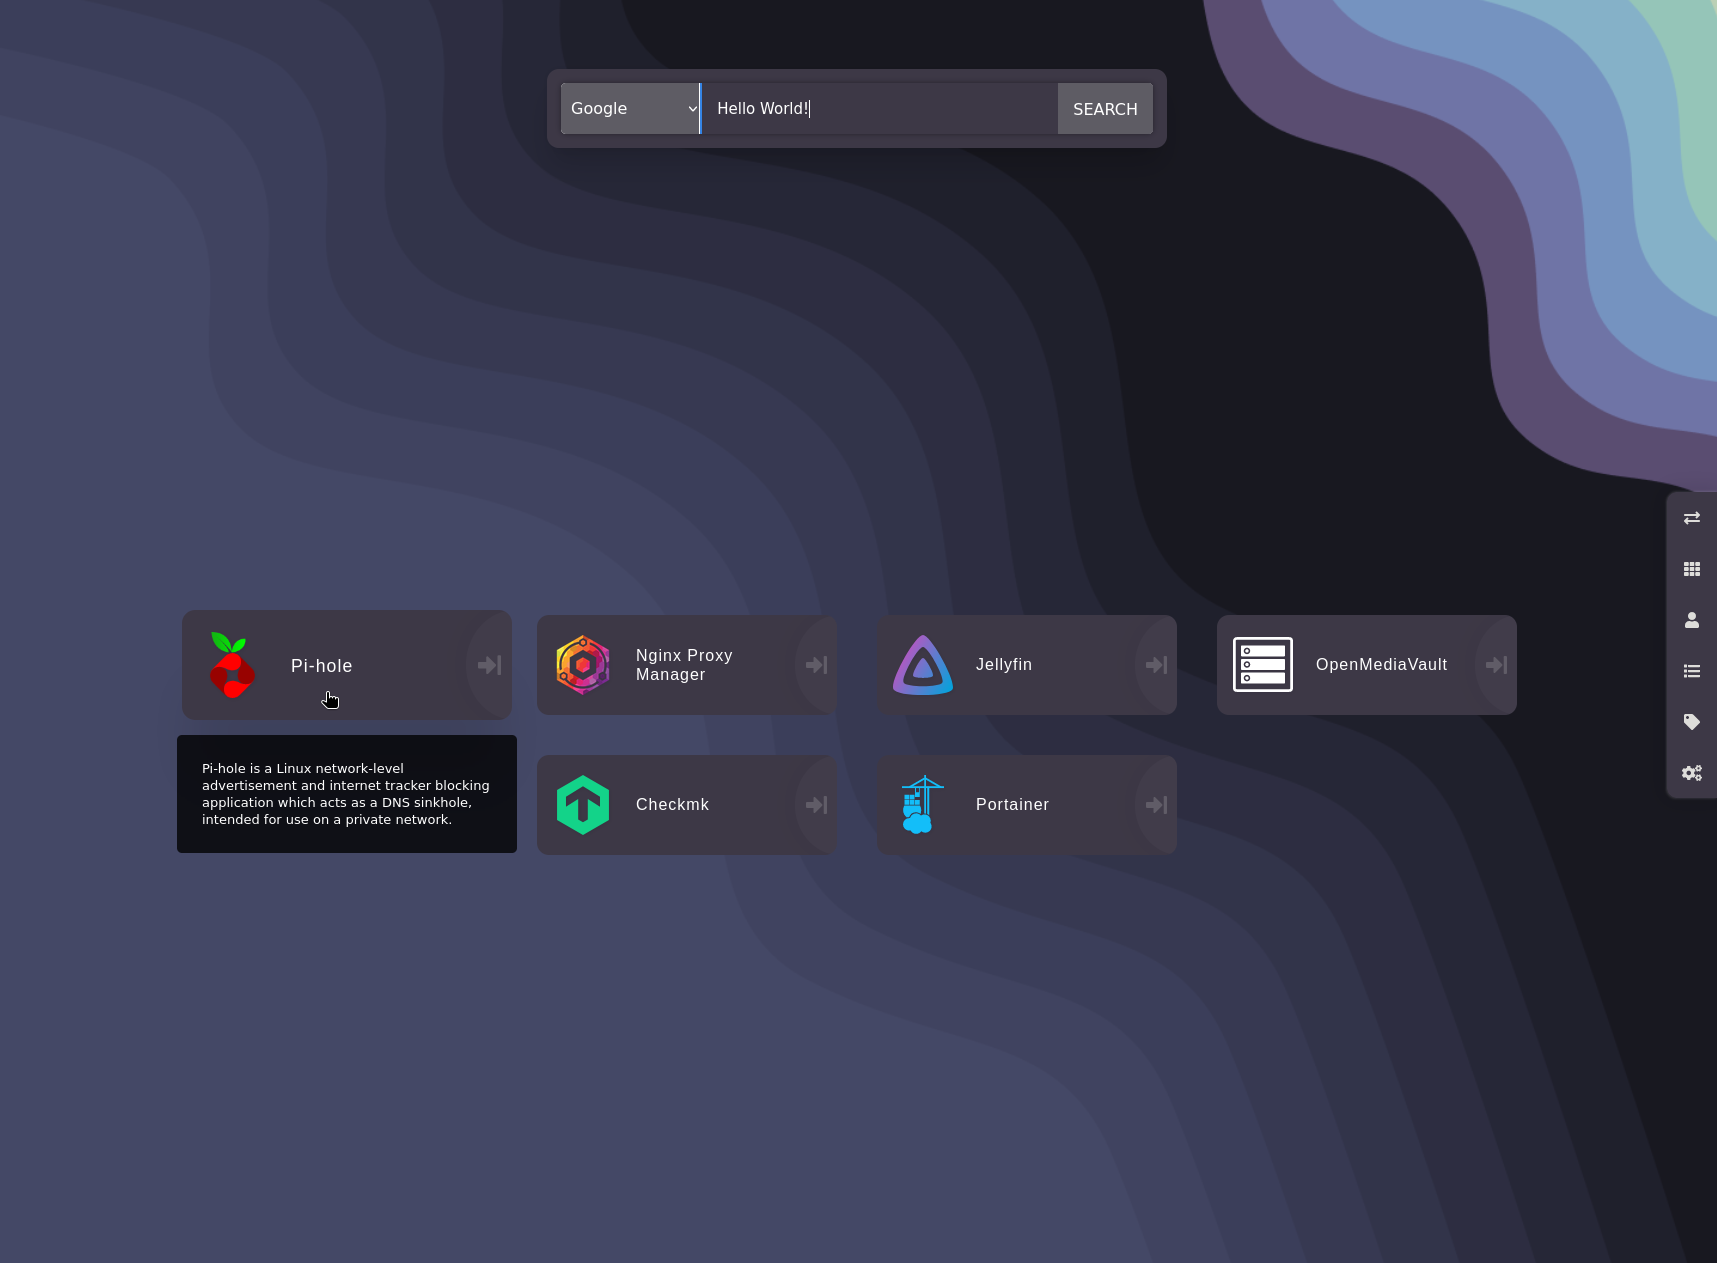 Google
Hello World!
SEARCH
Pi-hole
Nginx Proxy
Manager
Jellyfin
OpenMediaVault
Pi-hole is a Linux network-level
advertisement and internet tracker blocking
application which acts as a DNS sinkhole,
intended for use on a private network.
Checkmk
Portainer